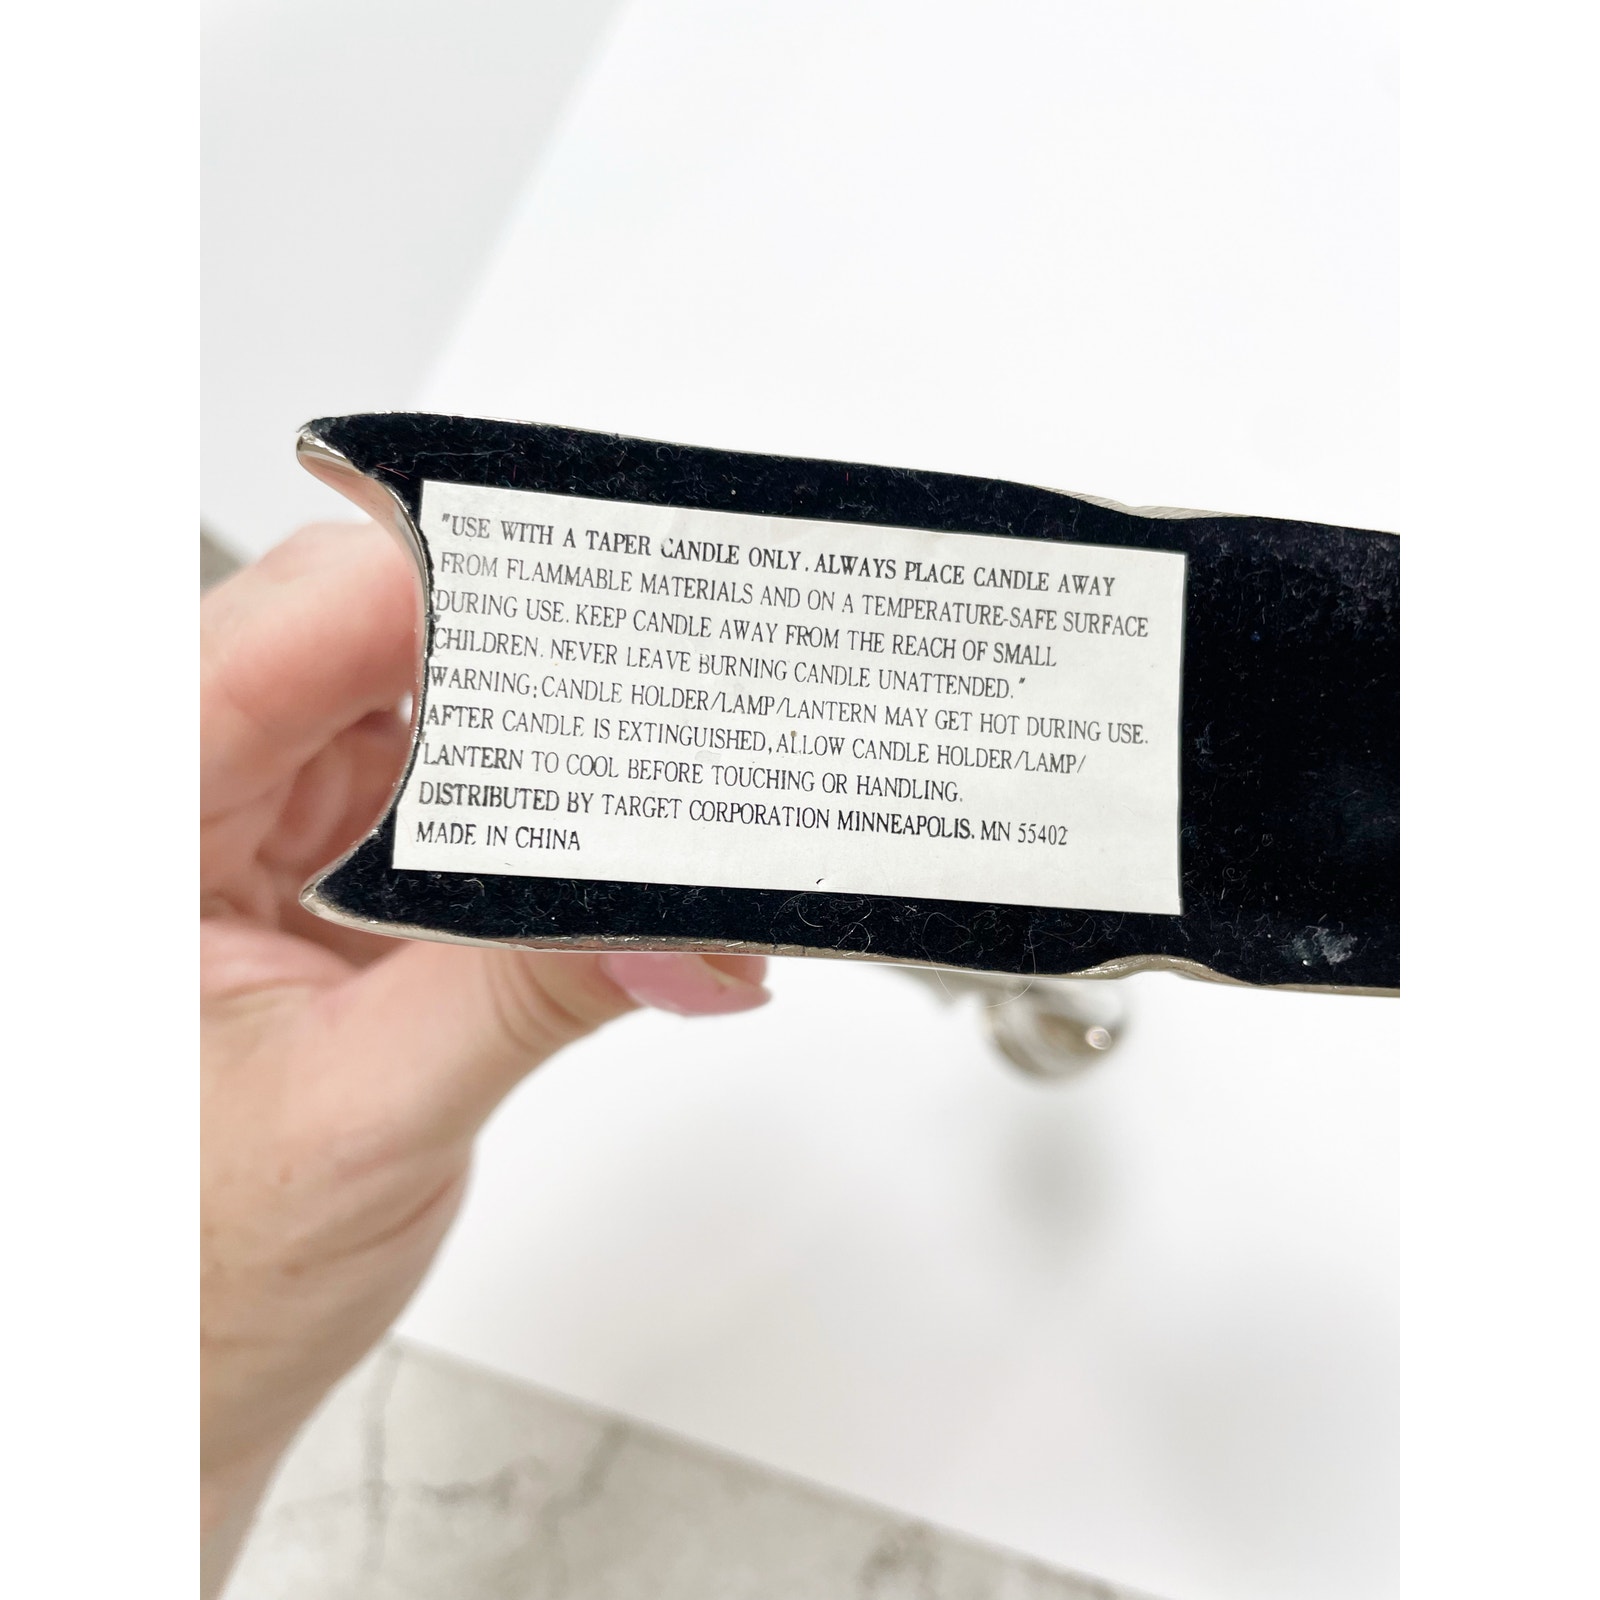 "USE WITH A TAPER CANDLE ONLY. ALWAYS PLACE CANDLE AWAY
FROM FLAMMABLE MATERIALS AND ON A TEMPERATURE-SAFE SURFACE
DURING USE. KEEP CANDLE AWAY FROM THE REACH OF SMALL
CHILDREN. NEVER LEAVE BURNING CANDLE UNATTENDED."
WARNING; CANDLE HOLDER/LAMP/LANTERN MAY GET HOT DURING USE.
AFTER CANDLE IS EXTINGUISHED, ALLOW CANDLE HOLDER/LAMP/
LANTERN TO COOL BEFORE TOUCHING OR HANDLING.
DISTRIBUTED BY TARGET CORPORATION MINNEAPOLIS. MN 55402
MADE IN CHINA